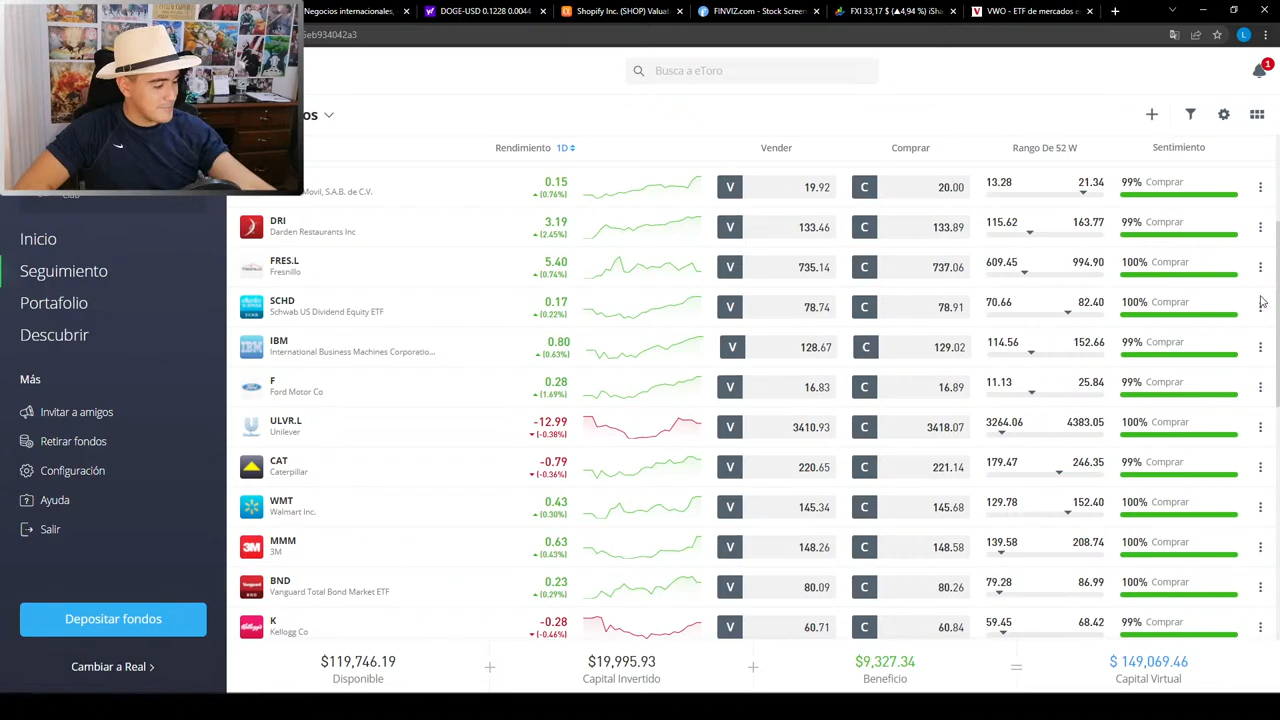 Negocios internacionales,
DOGE-USD 0.1228 0.0044
(SHOP) Valuat
FINVIZ.com - Stock Scree
FX 313.17 ▲4,94 %) Usha
VWO - ETF de mercados e
5eb934042a3
L
Busca a eToro
1
os
Rendimiento 1D Vender Comprar Rango De 52 W Sentimiento
0.15 V 19.92 C 20.00 13.28 21.34 99% Comprar
Movil, S.A.B. de C.V. (0.76%)
DRI 3.19 V 133.46 C 133.89 115.62 163.77 99% Comprar
Darden Restaurants Inc (2.45%)
FRES.L 5.40 V 735.14 C 737.06 609.45 994.90 100% Comprar
Fresnillo (0.74%)
SCHD 0.17 V 78.74 C 78.91 70.66 82.40 100% Comprar
Schwab US Dividend Equity ETF (0.22%)
IBM 0.80 V 128.67 C 129.02 114.56 152.66 99% Comprar
International Business Machines Corporatio... (0.63%)
F 0.28 V 16.83 C 16.89 11.13 25.84 99% Comprar
Ford Motor Co (1.69%)
ULVR.L -12.99 V 3410.93 C 3418.07 3264.06 4383.05 100% Comprar
Unilever (-0.38%)
CAT -0.79 V 220.65 C 221.14 179.47 246.35 99% Comprar
Caterpillar (-0.36%)
WMT 0.43 V 145.34 C 145.68 129.78 152.40 100% Comprar
Walmart Inc. (0.30%)
MMM 0.63 V 148.26 C 148.58 139.58 208.74 100% Comprar
3M (0.43%)
BND 0.23 V 80.09 C 80.26 79.28 86.99 100% Comprar
Vanguard Total Bond Market ETF (0.29%)
K -0.28 V 60.71 C 60.84 59.45 68.42 99% Comprar
Kellogg Co (-0.46%)
Club
Inicio
Seguimiento
Portafolio
Descubrir
Más
Invitar a amigos
Retirar fondos
Configuración
Ayuda
Salir
Depositar fondos
Cambiar a Real >
$119,746.19 + $19,995.93 + $9,327.34 = $ 149,069.46
Disponible Capital Invertido Beneficio Capital Virtual